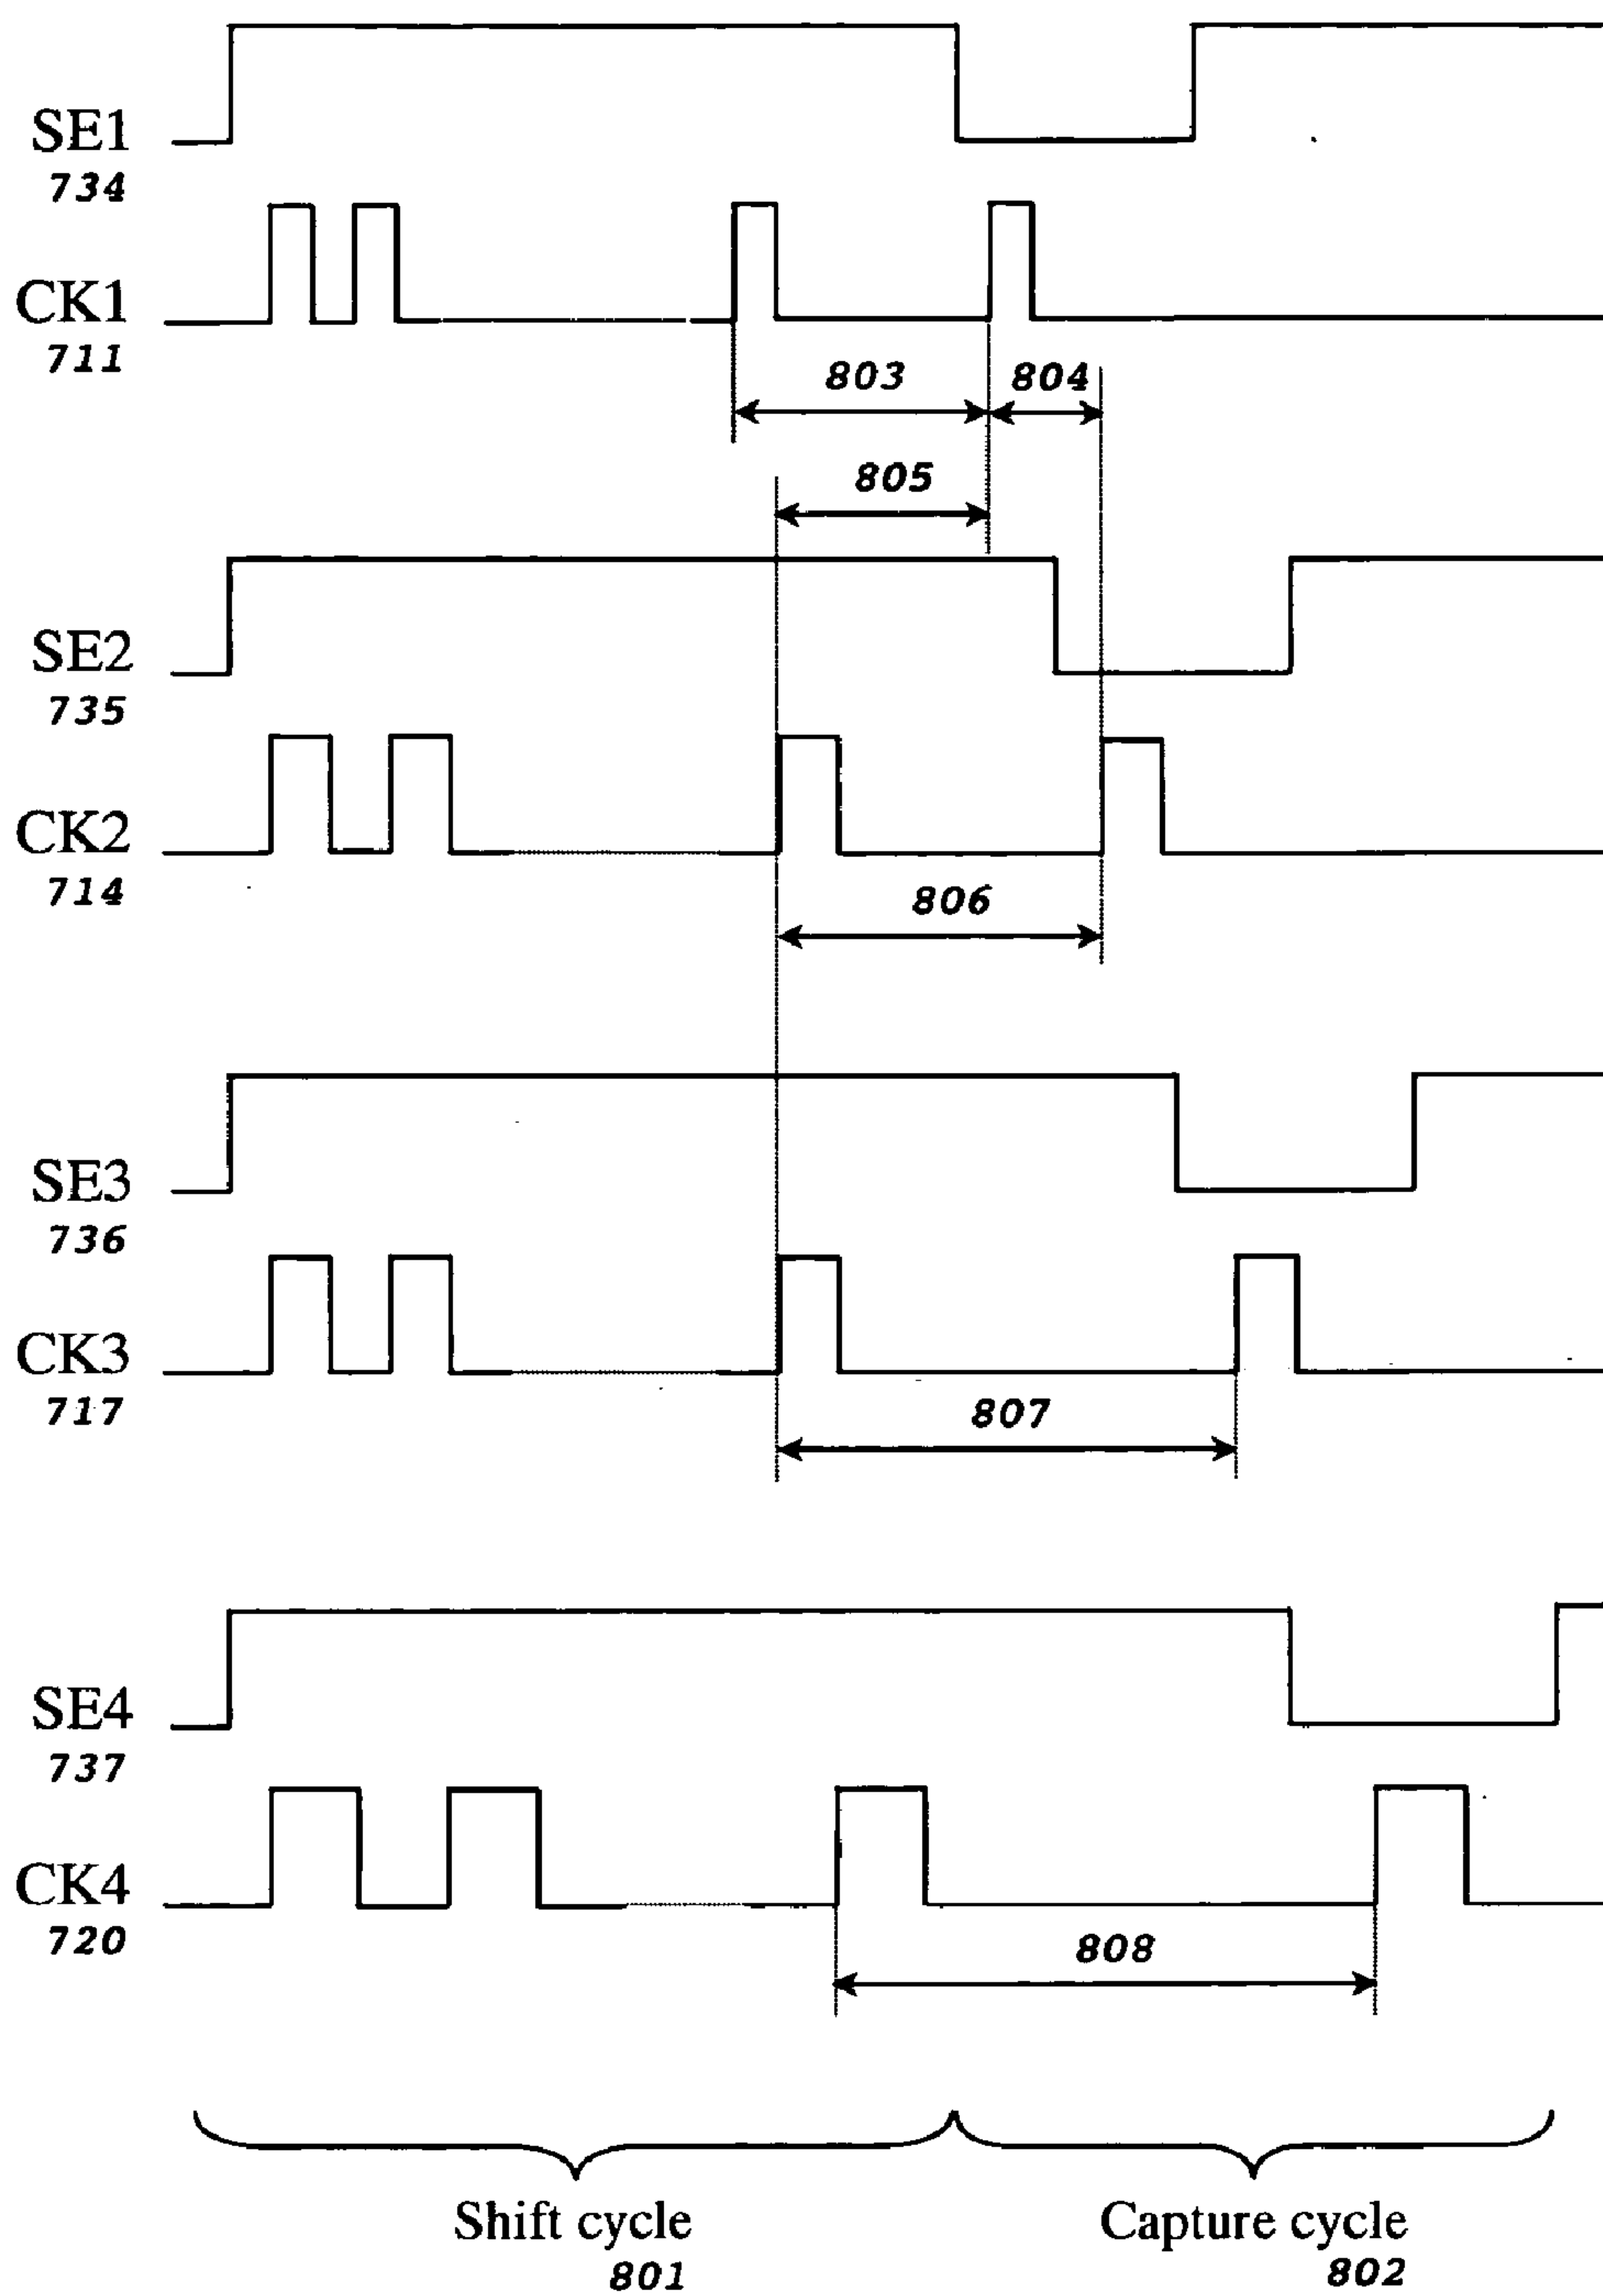 SE1
734
CK1
711
803
804
805
SE2
735
CK2
714
806
SE3
736
CK3
717
807
SE4
737
CK4
720
808
Shift cycle
801
Capture cycle
802